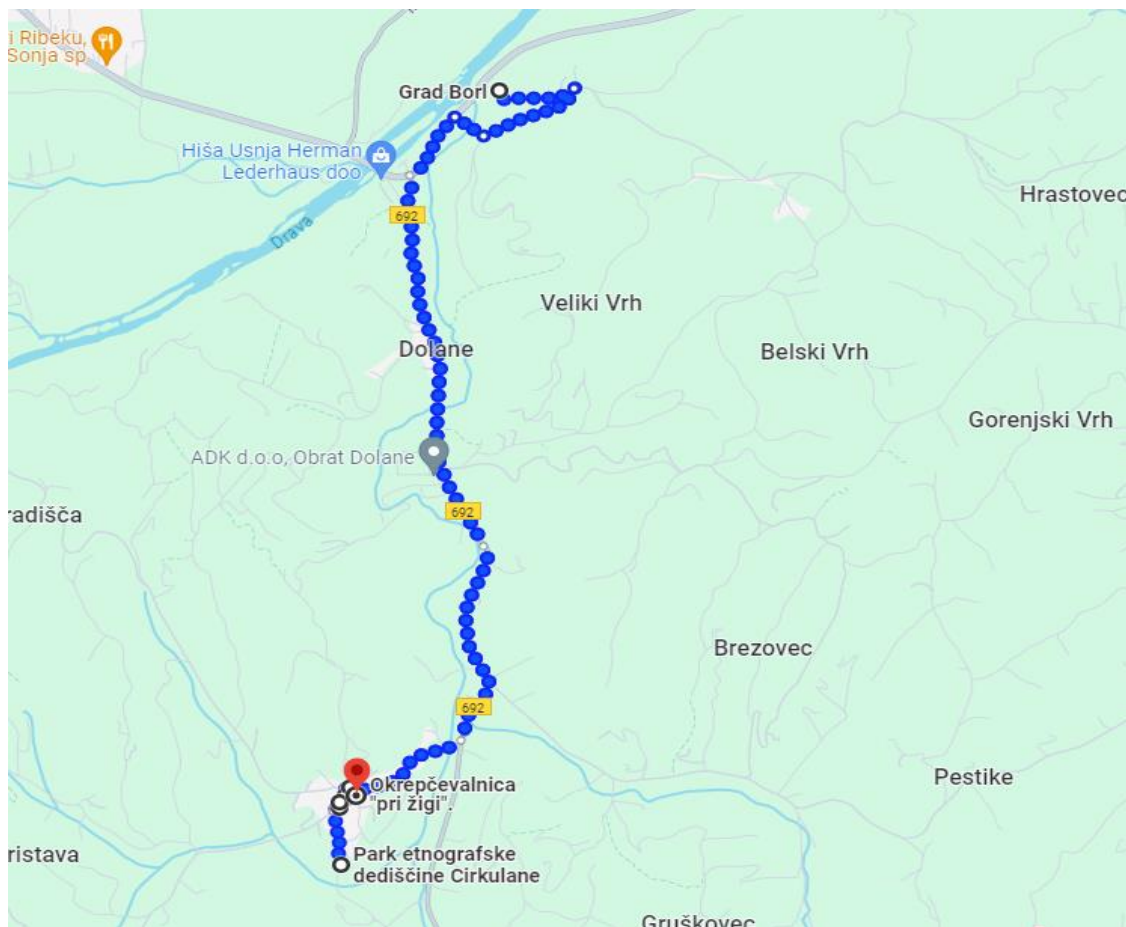 i Ribeku,
Sonja sp
Grad Borl
Hiša Usnja Herman
Lederhaus doo
Hrastovec
692
Drava
Veliki Vrh
Dolane
Belski Vrh
Gorenjski Vrh
ADK d.o.o, Obrat Dolane
692
radišča
Brezovec
692
Pestike
Okrepčevalnica
"pri žigi".
ristava
Park etnografske
dediščine Cirkulane
Gruškovec